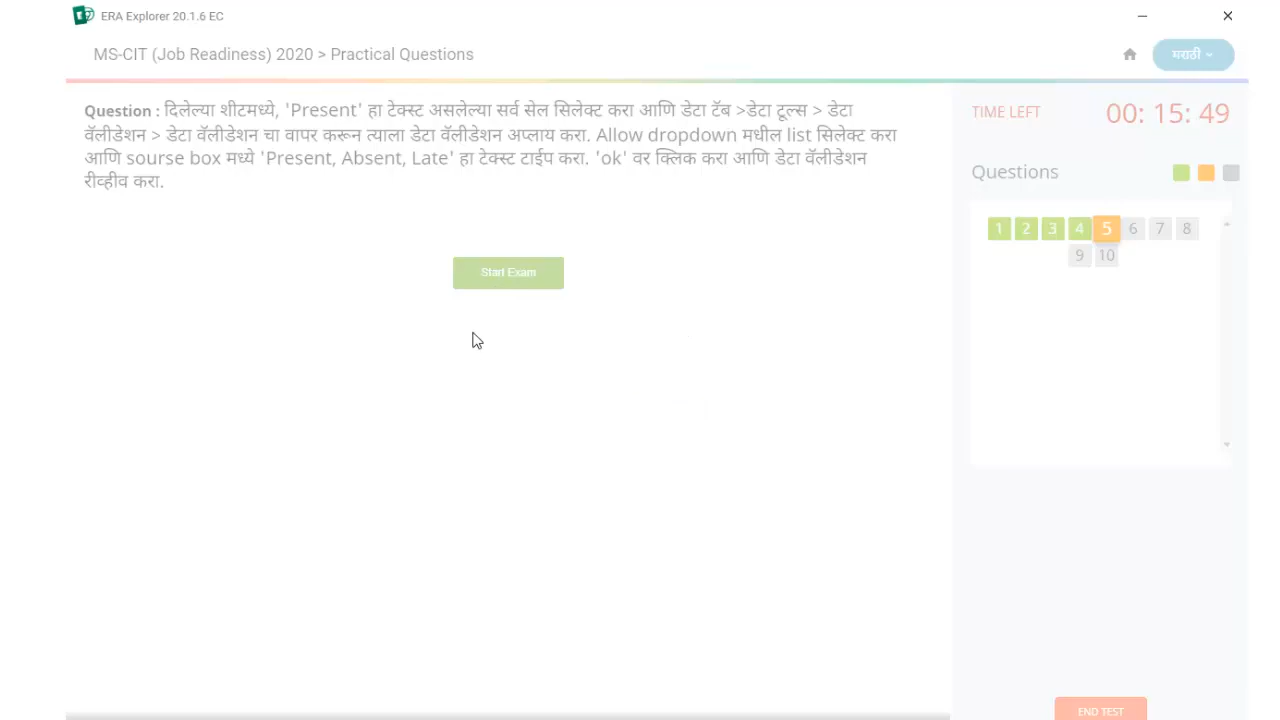 ERA Explorer 20.1.6 EC
MS-CIT (Job Readiness) 2020 > Practical Questions
मराठी
Question : दिलेल्या शीटमध्ये, 'Present' हा टेक्स्ट असलेल्या सर्व सेल सिलेक्ट करा आणि डेटा टॅब >डेटा टूल्स > डेटा
वॅलीडेशन > डेटा वॅलीडेशन चा वापर करून त्याला डेटा वॅलीडेशन अप्लाय करा. Allow dropdown मधील list सिलेक्ट करा
आणि sourse box मध्ये 'Present, Absent, Late' हा टेक्स्ट टाईप करा. 'ok' वर क्लिक करा आणि डेटा वॅलीडेशन
रीव्हीव करा.
Start Exam
TIME LEFT 00: 15: 49
Questions
1 2 3 4 5 6 7 8
9 10
END TEST